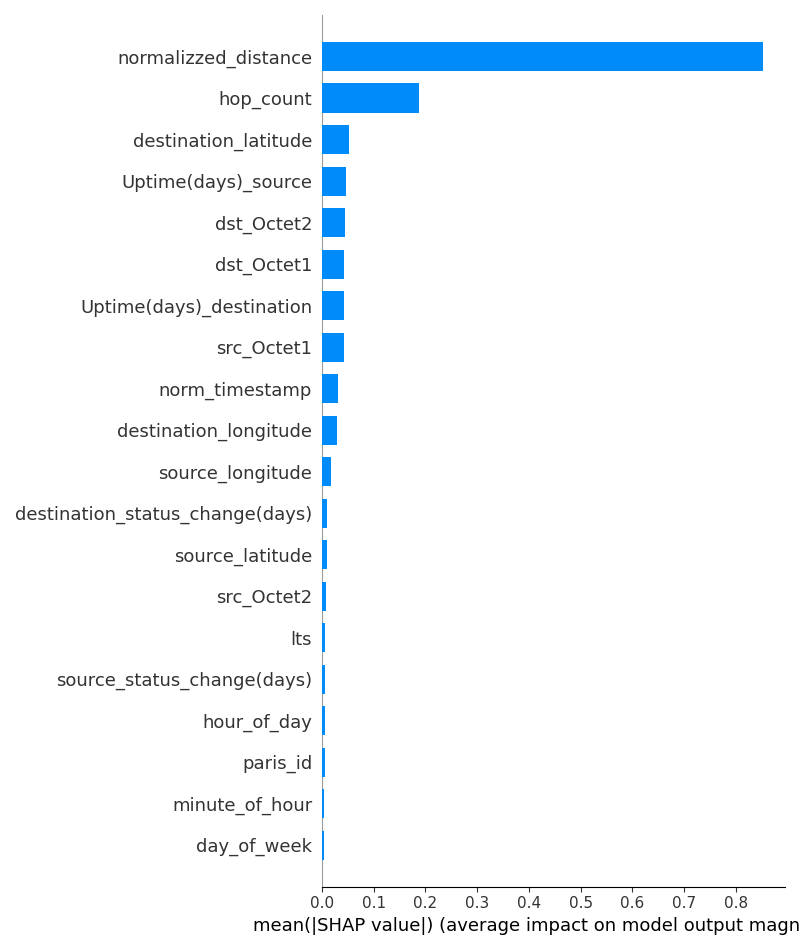 normalizzed_distance
hop_count
destination_latitude
Uptime(days)_source
dst_Octet2
dst_Octet1
Uptime(days)_destination
src_Octet1
norm_timestamp
destination_longitude
source_longitude
destination_status_change(days)
source_latitude
src_Octet2
lts
source_status_change(days)
hour_of_day
paris_id
minute_of_hour
day_of_week
0.0 0.1 0.2 0.3 0.4 0.5 0.6 0.7 0.8
mean(|SHAP value|) (average impact on model output magn